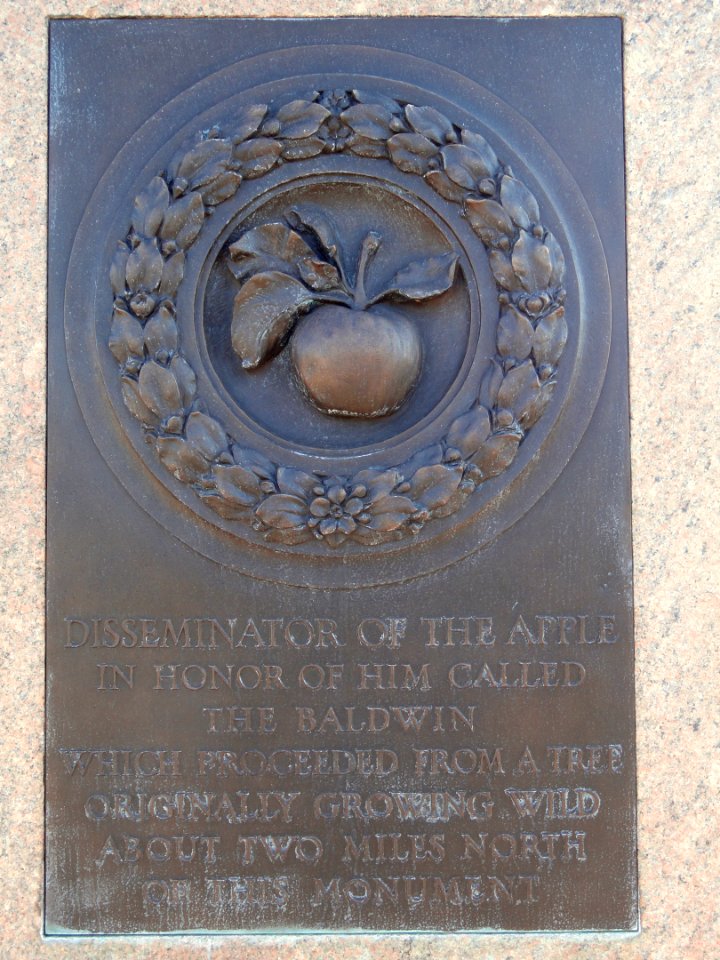 DISSEMINATOR OF THE APPLE
IN HONOR OF HIM CALLED
THE BALDWIN
WHICH PROCEEDED FROM A TREE
ORIGINALLY GROWING WILD
ABOUT TWO MILES NORTH
OF THIS MONUMENT